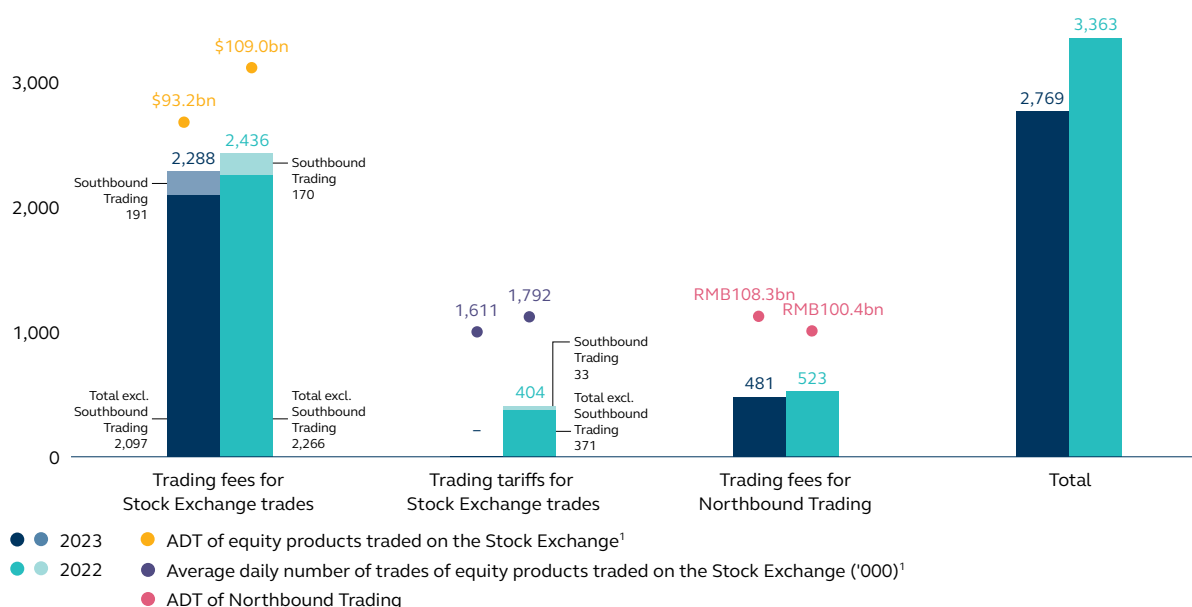 3,000
2,000
1,000
0
$93.2bn
$109.0bn
2,288
2,436
Southbound
Trading
191
Southbound
Trading
170
Total excl.
Southbound
Trading
2,097
Total excl.
Southbound
Trading
2,266
1,611
1,792
–
404
Southbound
Trading
33
Total excl.
Southbound
Trading
371
RMB108.3bn
RMB100.4bn
481
523
2,769
3,363
Trading fees for
Stock Exchange trades
Trading tariffs for
Stock Exchange trades
Trading fees for
Northbound Trading
Total
2023
ADT of equity products traded on the Stock Exchange¹
2022
Average daily number of trades of equity products traded on the Stock Exchange ('000)¹
ADT of Northbound Trading